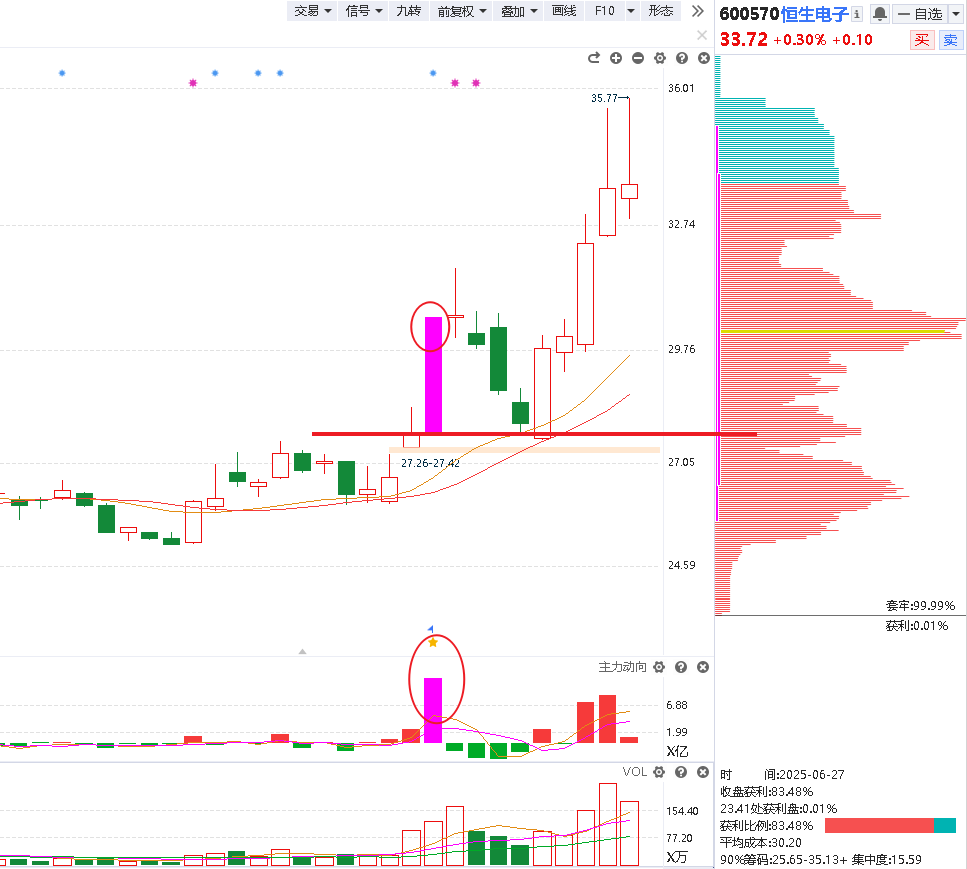 交易 信号 九转 前复权 叠加 画线 F10 形态
600570恒生电子 自选
33.72 +0.30% +0.10 买 卖
36.01
35.77
32.74
29.76
27.26-27.42
27.05
24.59
套牢:99.99%
获利:0.01%
主力动向
6.88
1.99
X亿
VOL
154.40
77.20
X万
时 间:2025-06-27
收盘获利:83.48%
23.41处获利盘:0.01%
获利比例:83.48%
平均成本:30.20
90%筹码:25.65-35.13+ 集中度:15.59